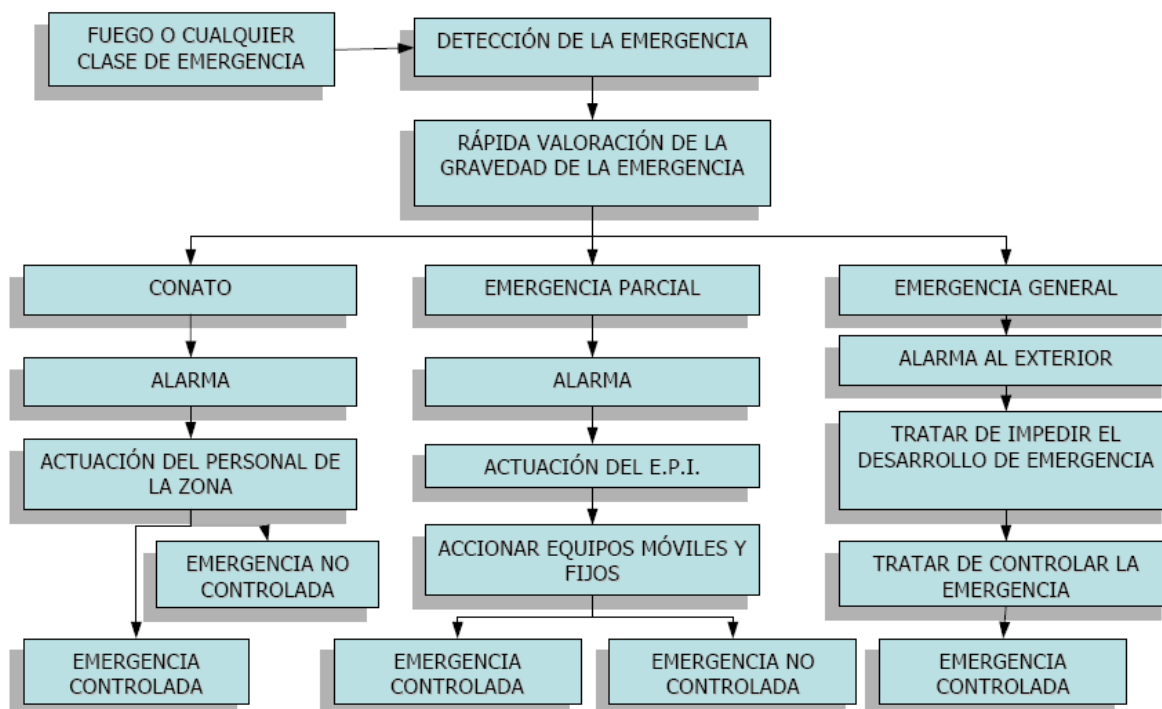 FUEGO O CUALQUIER
CLASE DE EMERGENCIA
DETECCIÓN DE LA EMERGENCIA
RÁPIDA VALORACIÓN DE LA
GRAVEDAD DE LA EMERGENCIA
CONATO
EMERGENCIA PARCIAL
EMERGENCIA GENERAL
ALARMA
ALARMA
ALARMA AL EXTERIOR
ACTUACIÓN DEL PERSONAL DE
LA ZONA
ACTUACIÓN DEL E.P.I.
TRATAR DE IMPEDIR EL
DESARROLLO DE EMERGENCIA
EMERGENCIA NO
CONTROLADA
ACCIONAR EQUIPOS MÓVILES Y
FIJOS
TRATAR DE CONTROLAR LA
EMERGENCIA
EMERGENCIA
CONTROLADA
EMERGENCIA
CONTROLADA
EMERGENCIA NO
CONTROLADA
EMERGENCIA
CONTROLADA